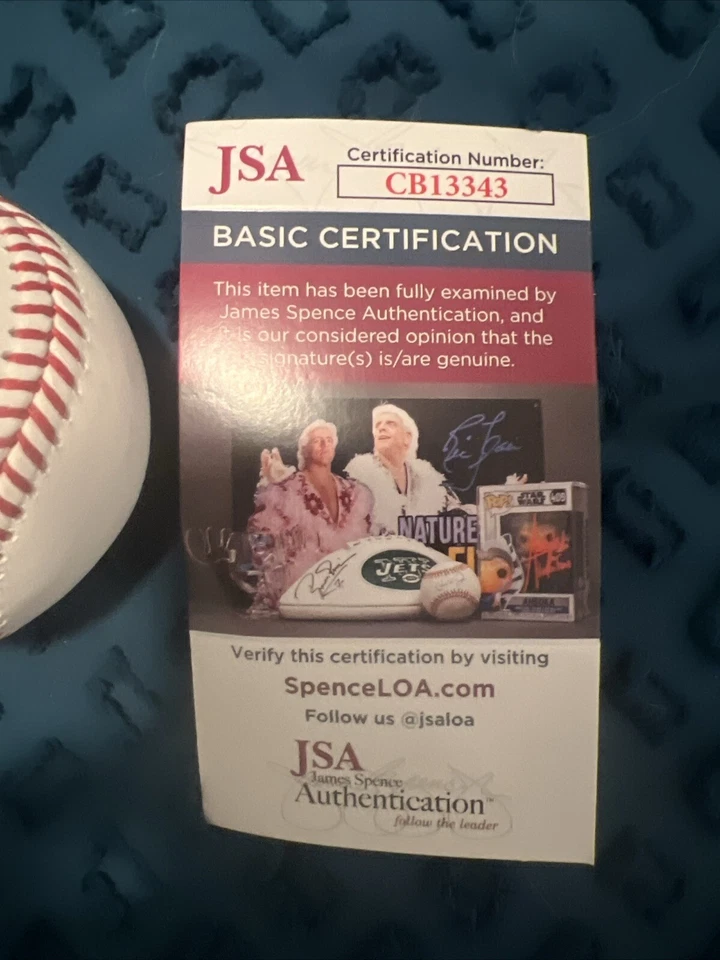 JSA
Certification Number:
CB13343
BASIC CERTIFICATION
This item has been fully examined by
James Spence Authentication, and
it is our considered opinion that the
signature(s) is/are genuine.
NATURE
JETS
POP!
STAR
WARS
Verify this certification by visiting
SpenceLOA.com
Follow us @jsaloa
JSA
James Spence
Authentication™
follow the leader